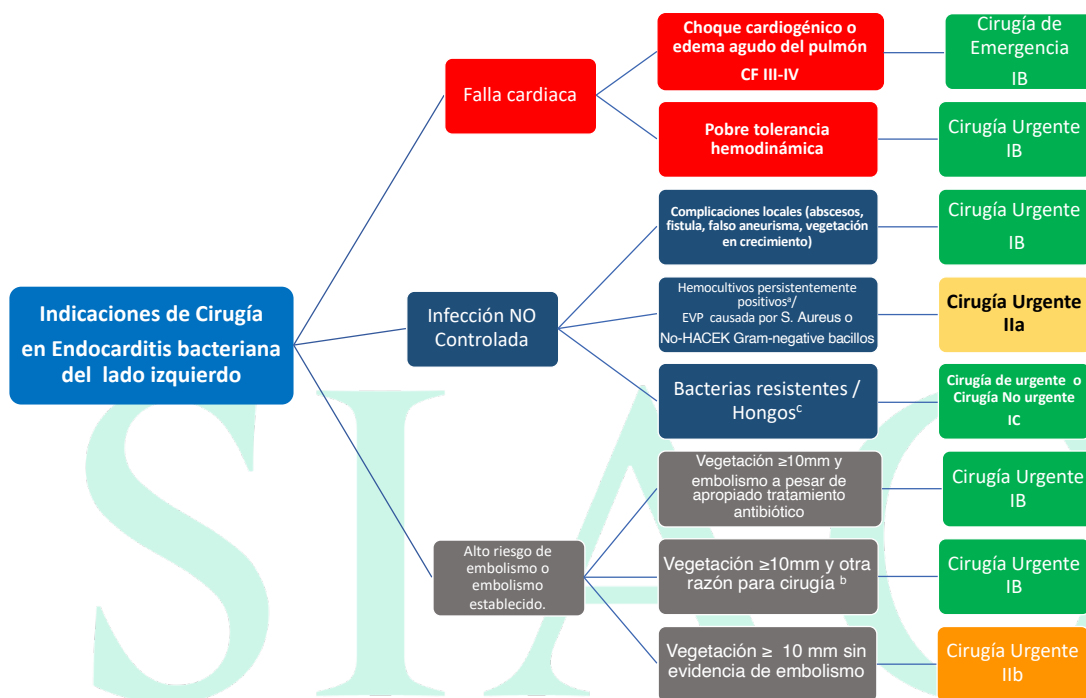 Indicaciones de Cirugía
en Endocarditis bacteriana
del lado izquierdo
Falla cardiaca
Choque cardiogénico o
edema agudo del pulmón
CF III-IV
Cirugía de
Emergencia
IB
Pobre tolerancia
hemodinámica
Cirugía Urgente
IB
Infección NO
Controlada
Complicaciones locales (abscesos,
fistula, falso aneurisma, vegetación
en crecimiento)
Cirugía Urgente
IB
Hemocultivos persistentemente
positivosª/
EVP causada por S. Aureus o
No-HACEK Gram-negative bacillos
Cirugía Urgente
IIa
Bacterias resistentes /
Hongosᶜ
Cirugía de urgente o
Cirugía No urgente
IC
Alto riesgo de
embolismo o
embolismo
establecido.
Vegetación ≥10mm y
embolismo a pesar de
apropiado tratamiento
antibiótico
Cirugía Urgente
IB
Vegetación ≥10mm y otra
razón para cirugía ᵇ
Cirugía Urgente
IB
Vegetación ≥ 10 mm sin
evidencia de embolismo
Cirugía Urgente
IIb
SIAC